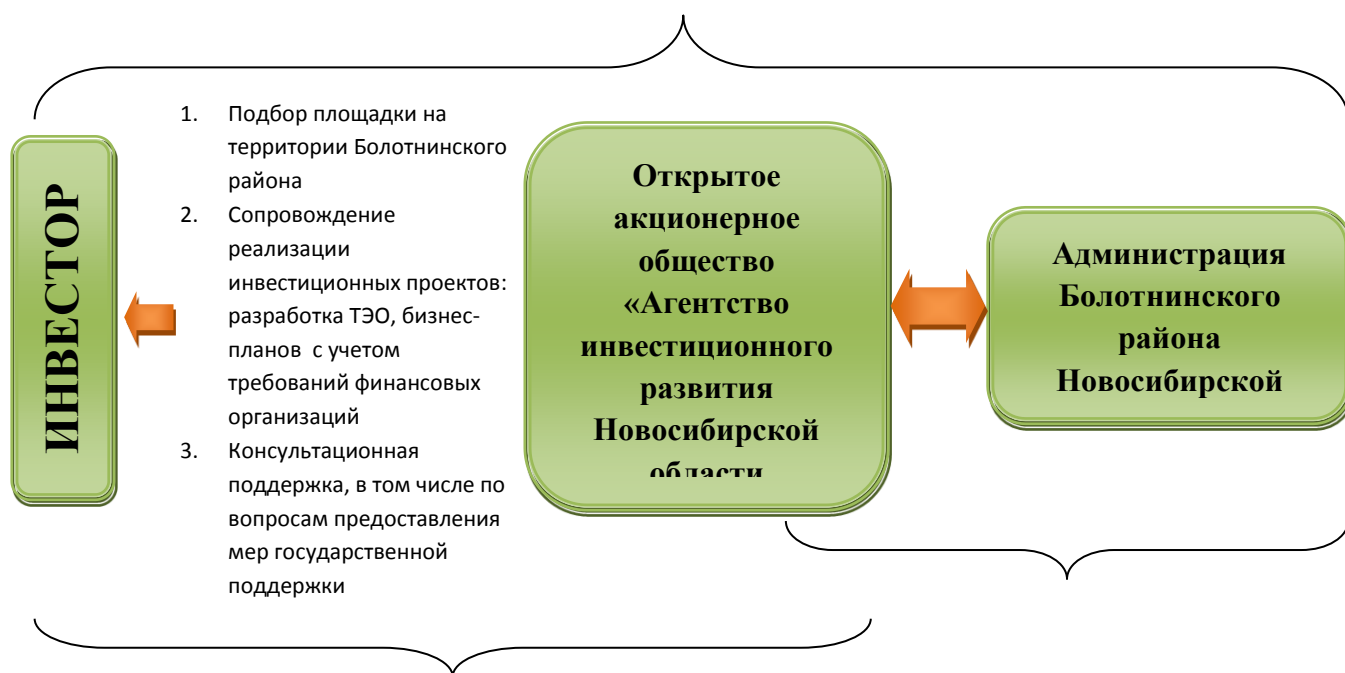 ИНВЕСТОР
1. Подбор площадки на
территории Болотнинского
района
2. Сопровождение
реализации
инвестиционных проектов:
разработка ТЭО, бизнес-
планов с учетом
требований финансовых
организаций
3. Консультационная
поддержка, в том числе по
вопросам предоставления
мер государственной
поддержки
Открытое
акционерное
общество
«Агентство
инвестиционного
развития
Новосибирской
области
Администрация
Болотнинского
района
Новосибирской